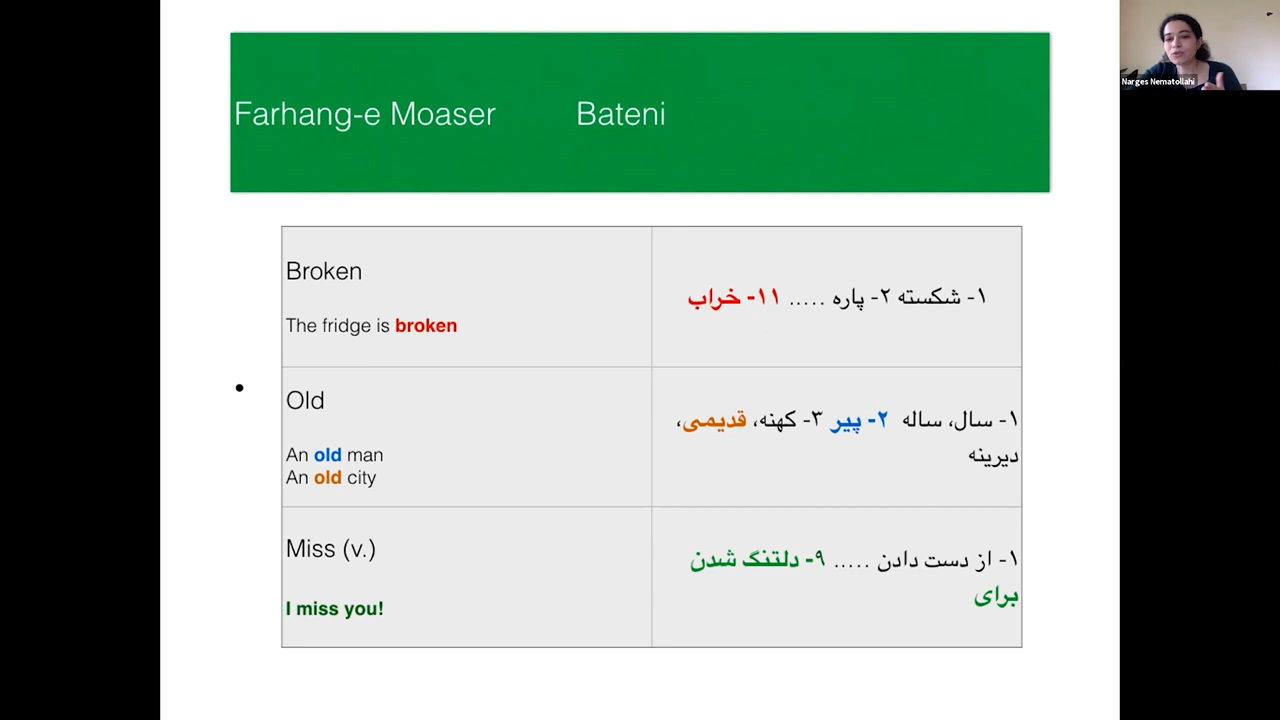 Farhang-e Moaser Bateni
Narges Nematollahi
Broken
The fridge is broken
۱- شکسته ۲- پاره ..... ۱۱- خراب
•
Old
An old man
An old city
۱- سال، ساله ۲- پیر ۳- کهنه، قدیمی،
دیرینه
Miss (v.)
I miss you!
۱- از دست دادن ..... ۹- دلتنگ شدن
برای